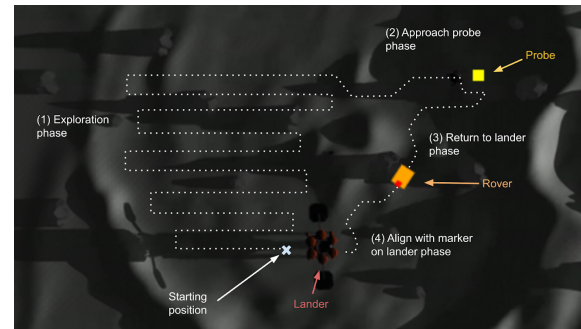 (2) Approach probe
phase
Probe
(1) Exploration
phase
(3) Return to lander
phase
Rover
(4) Align with marker
on lander phase
Starting
position
Lander